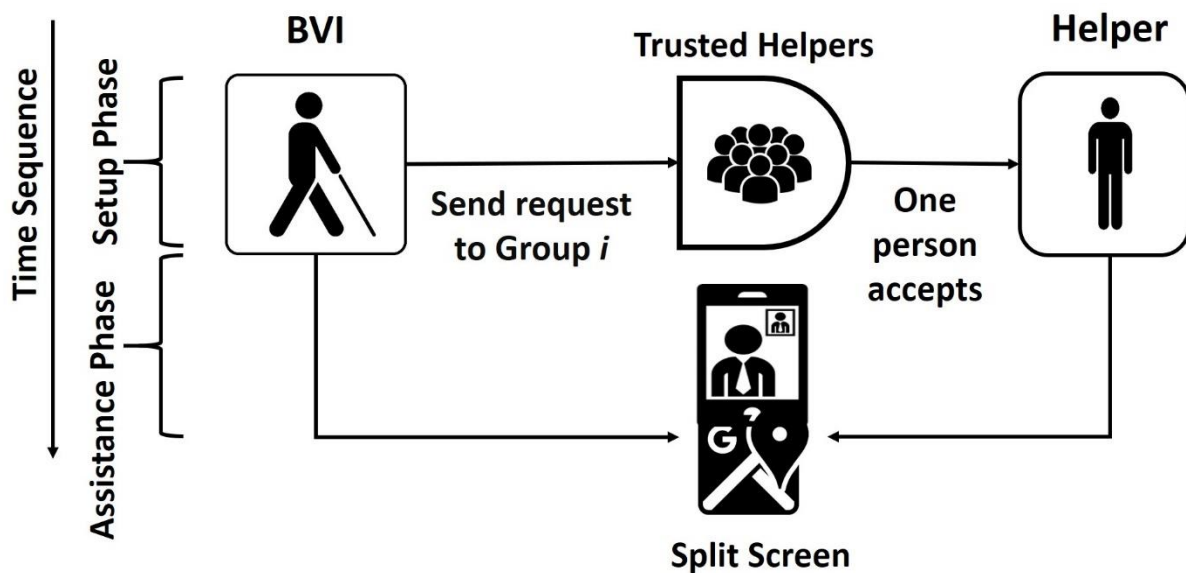 BVI
Trusted Helpers
Helper
Time Sequence
Setup Phase
Send request
to Group i
One
person
accepts
Assistance Phase
G
Split Screen